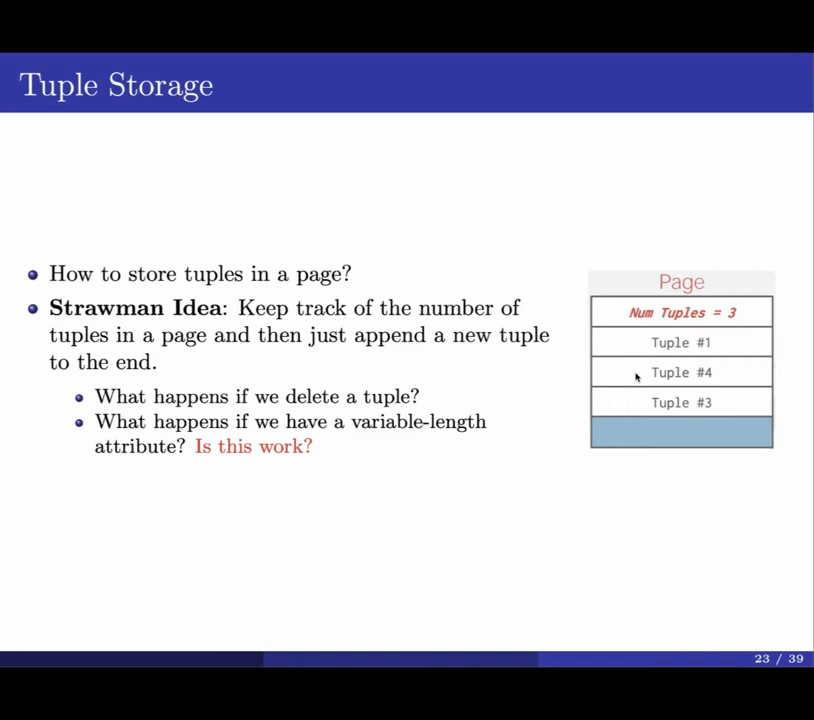 Tuple Storage
How to store tuples in a page?
Strawman Idea: Keep track of the number of
tuples in a page and then just append a new tuple
to the end.
What happens if we delete a tuple?
What happens if we have a variable-length
attribute? Is this work?
Page
Num Tuples = 3
Tuple #1
Tuple #4
Tuple #3
23 / 39